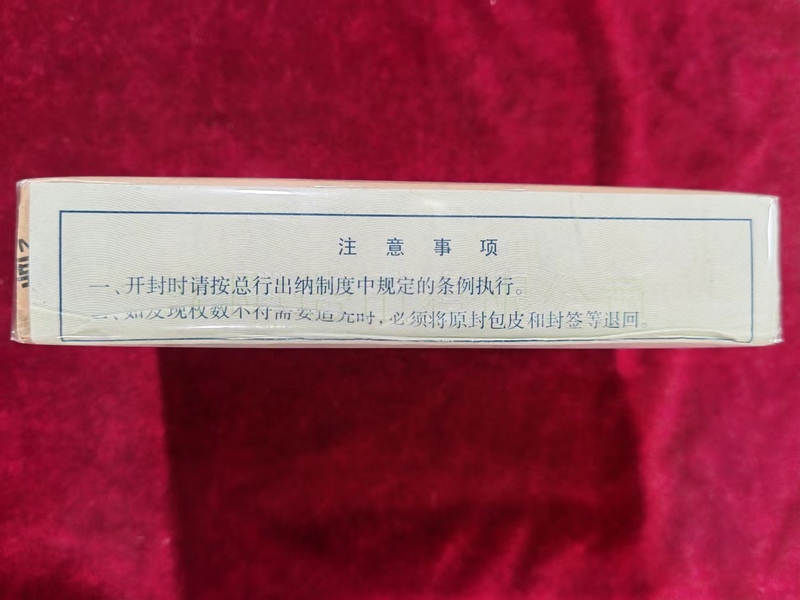 注意事项
一、开封时请按总行出纳制度中规定的条例执行。
二、如发现枚数不符需要追究时，必须将原封包皮和封签等退回。